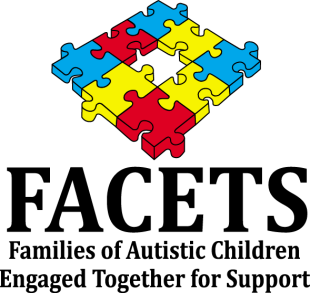 FACETS
Families of Autistic Children
Engaged Together for Support